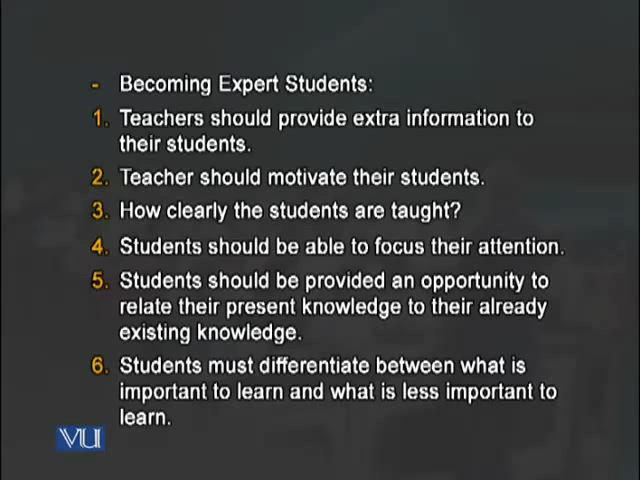 - Becoming Expert Students:
1. Teachers should provide extra information to
their students.
2. Teacher should motivate their students.
3. How clearly the students are taught?
4. Students should be able to focus their attention.
5. Students should be provided an opportunity to
relate their present knowledge to their already
existing knowledge.
6. Students must differentiate between what is
important to learn and what is less important to
learn.
VU